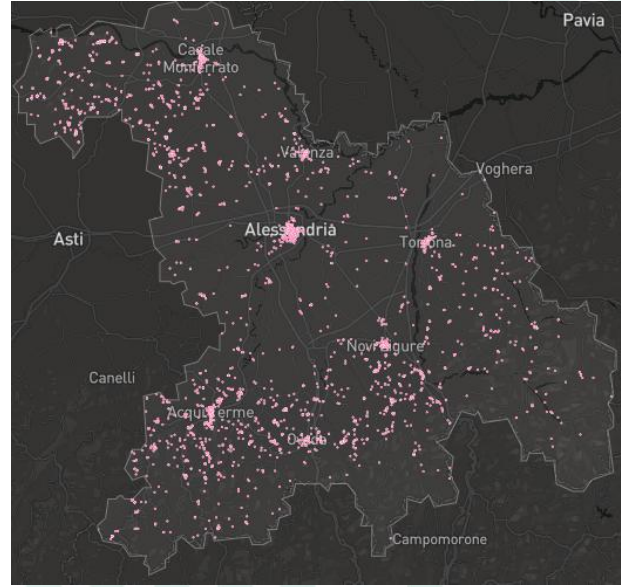 Pavia
Casale
Monferrato
Valenza
Voghera
Alessandria
Asti
Tortona
Novi Ligure
Canelli
Acqui Terme
Ovada
Campomorone